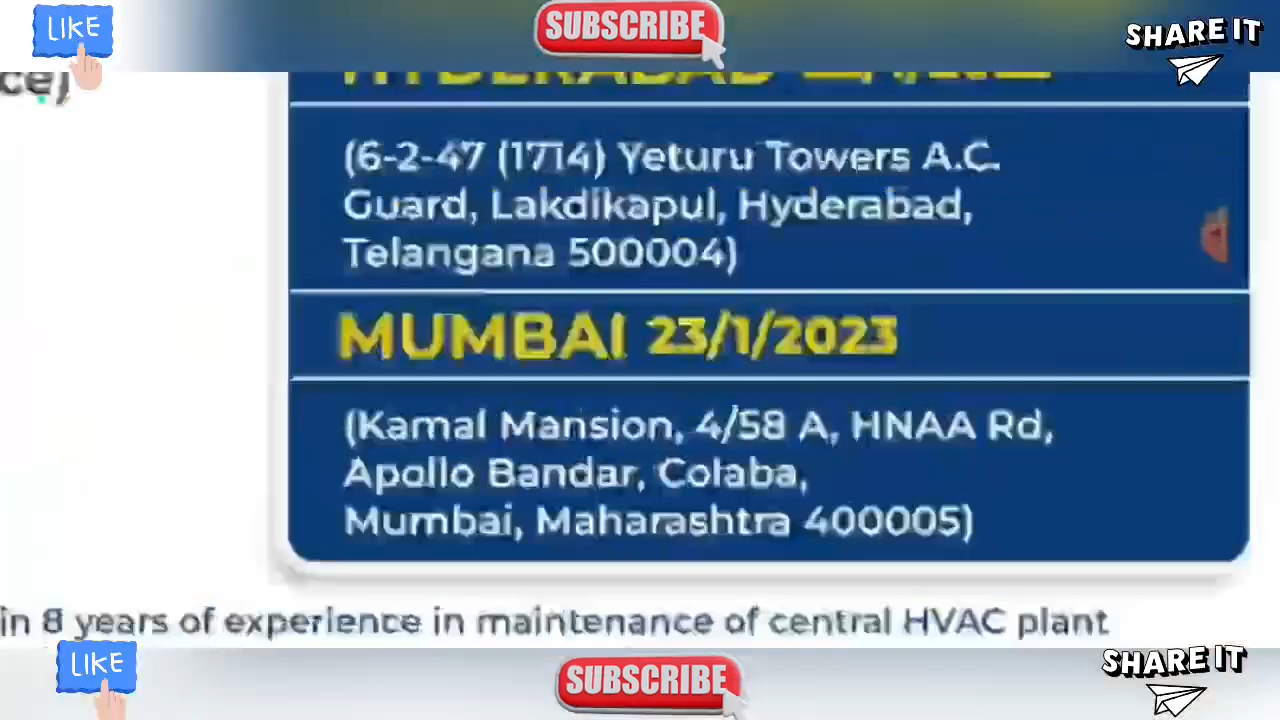 LIKE
SUBSCRIBE
SHARE IT
ce)
HYDERABAD
(6-2-47 (1714) Yeturu Towers A.C.
Guard, Lakdikapul, Hyderabad,
Telangana 500004)
MUMBAI 23/1/2023
(Kamal Mansion, 4/58 A, HNAA Rd,
Apollo Bandar, Colaba,
Mumbai, Maharashtra 400005)
in 8 years of experience in maintenance of central HVAC plant
LIKE
SUBSCRIBE
SHARE IT